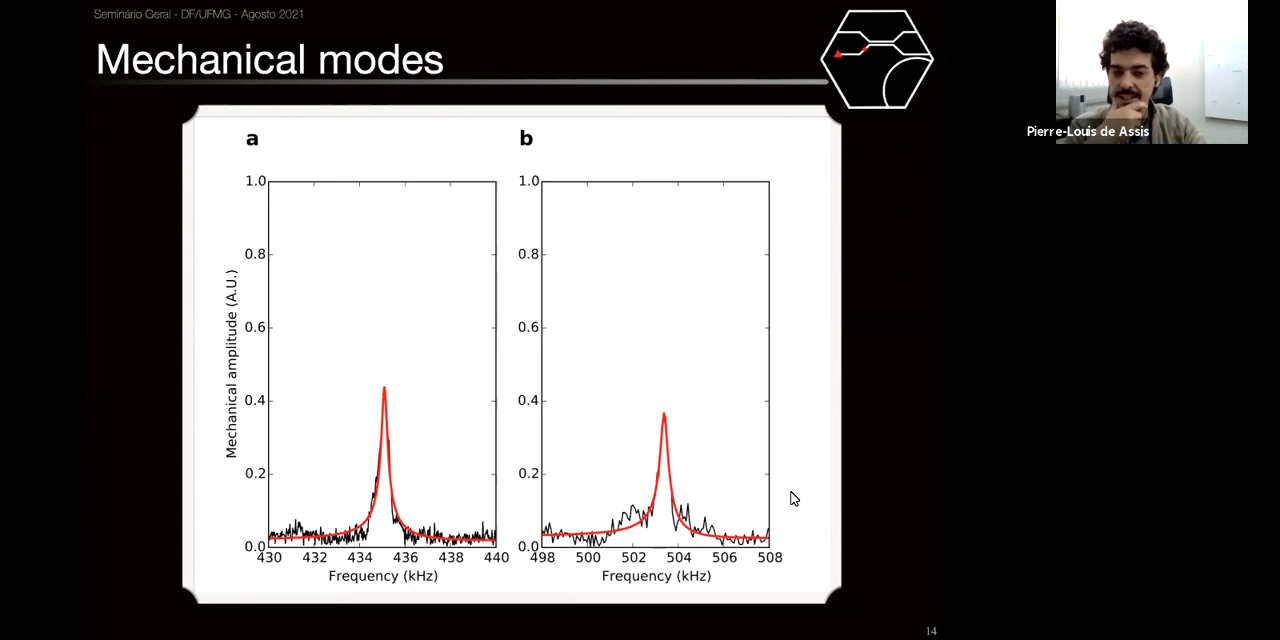 Seminário Geral - DF/UFMG - Agosto 2021
Mechanical modes
Pierre-Louis de Assis
a
b
Mechanical amplitude (A.U.)
1.0
0.8
0.6
0.4
0.2
0.0
430 432 434 436 438 440
Frequency (kHz)
1.0
0.8
0.6
0.4
0.2
0.0
498 500 502 504 506 508
Frequency (kHz)
14